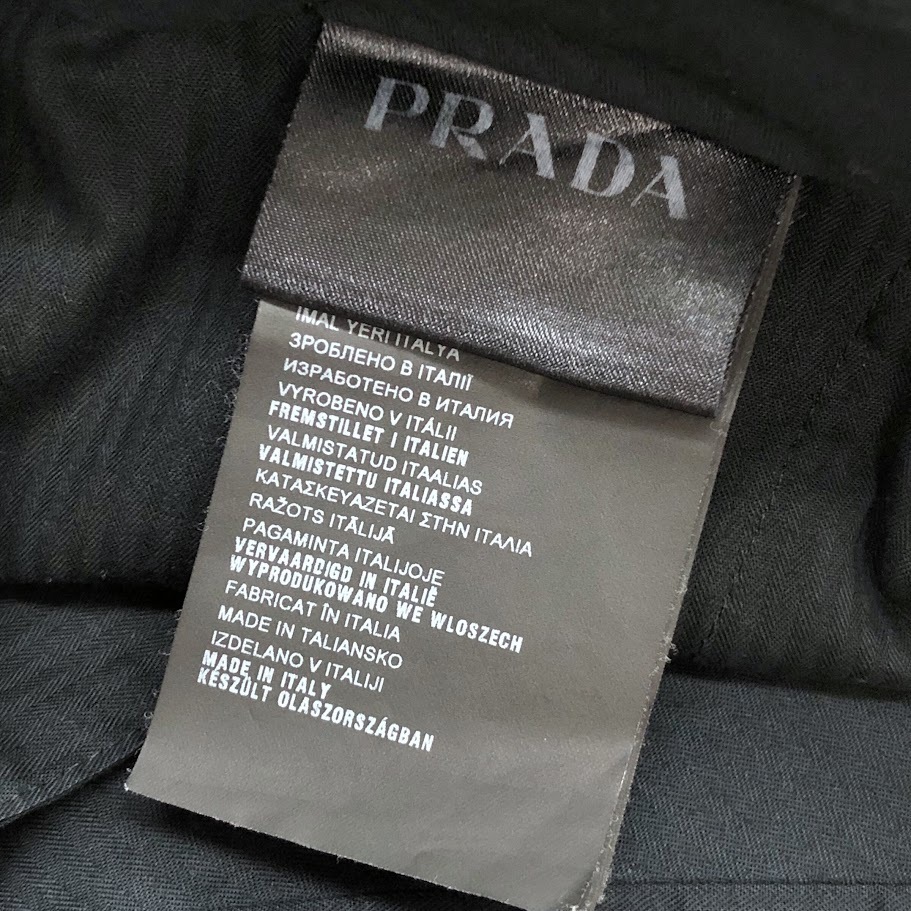 PRADA
IMAL YERI ITALYA
ЗРОБЛЕНО В ІТАЛІЇ
ИЗРАБОТЕНО В ИТАЛИЯ
VYROBENO V ITÁLII
FREMSTILLET I ITALIEN
VALMISTATUD ITAALIAS
VALMISTETTU ITALIASSA
ΚΑΤΑΣΚΕΥΑΖΕΤΑΙ ΣΤΗΝ ΙΤΑΛΙΑ
RAŽOTS ITĀLIJĀ
PAGAMINTA ITALIJOJE
VERVAARDIGD IN ITALIË
WYPRODUKOWANO WE WLOSZECH
FABRICAT ÎN ITALIA
MADE IN TALIANSKO
IZDELANO V ITALIJI
MADE IN ITALY
KÉSZÜLT OLASZORSZÁGBAN